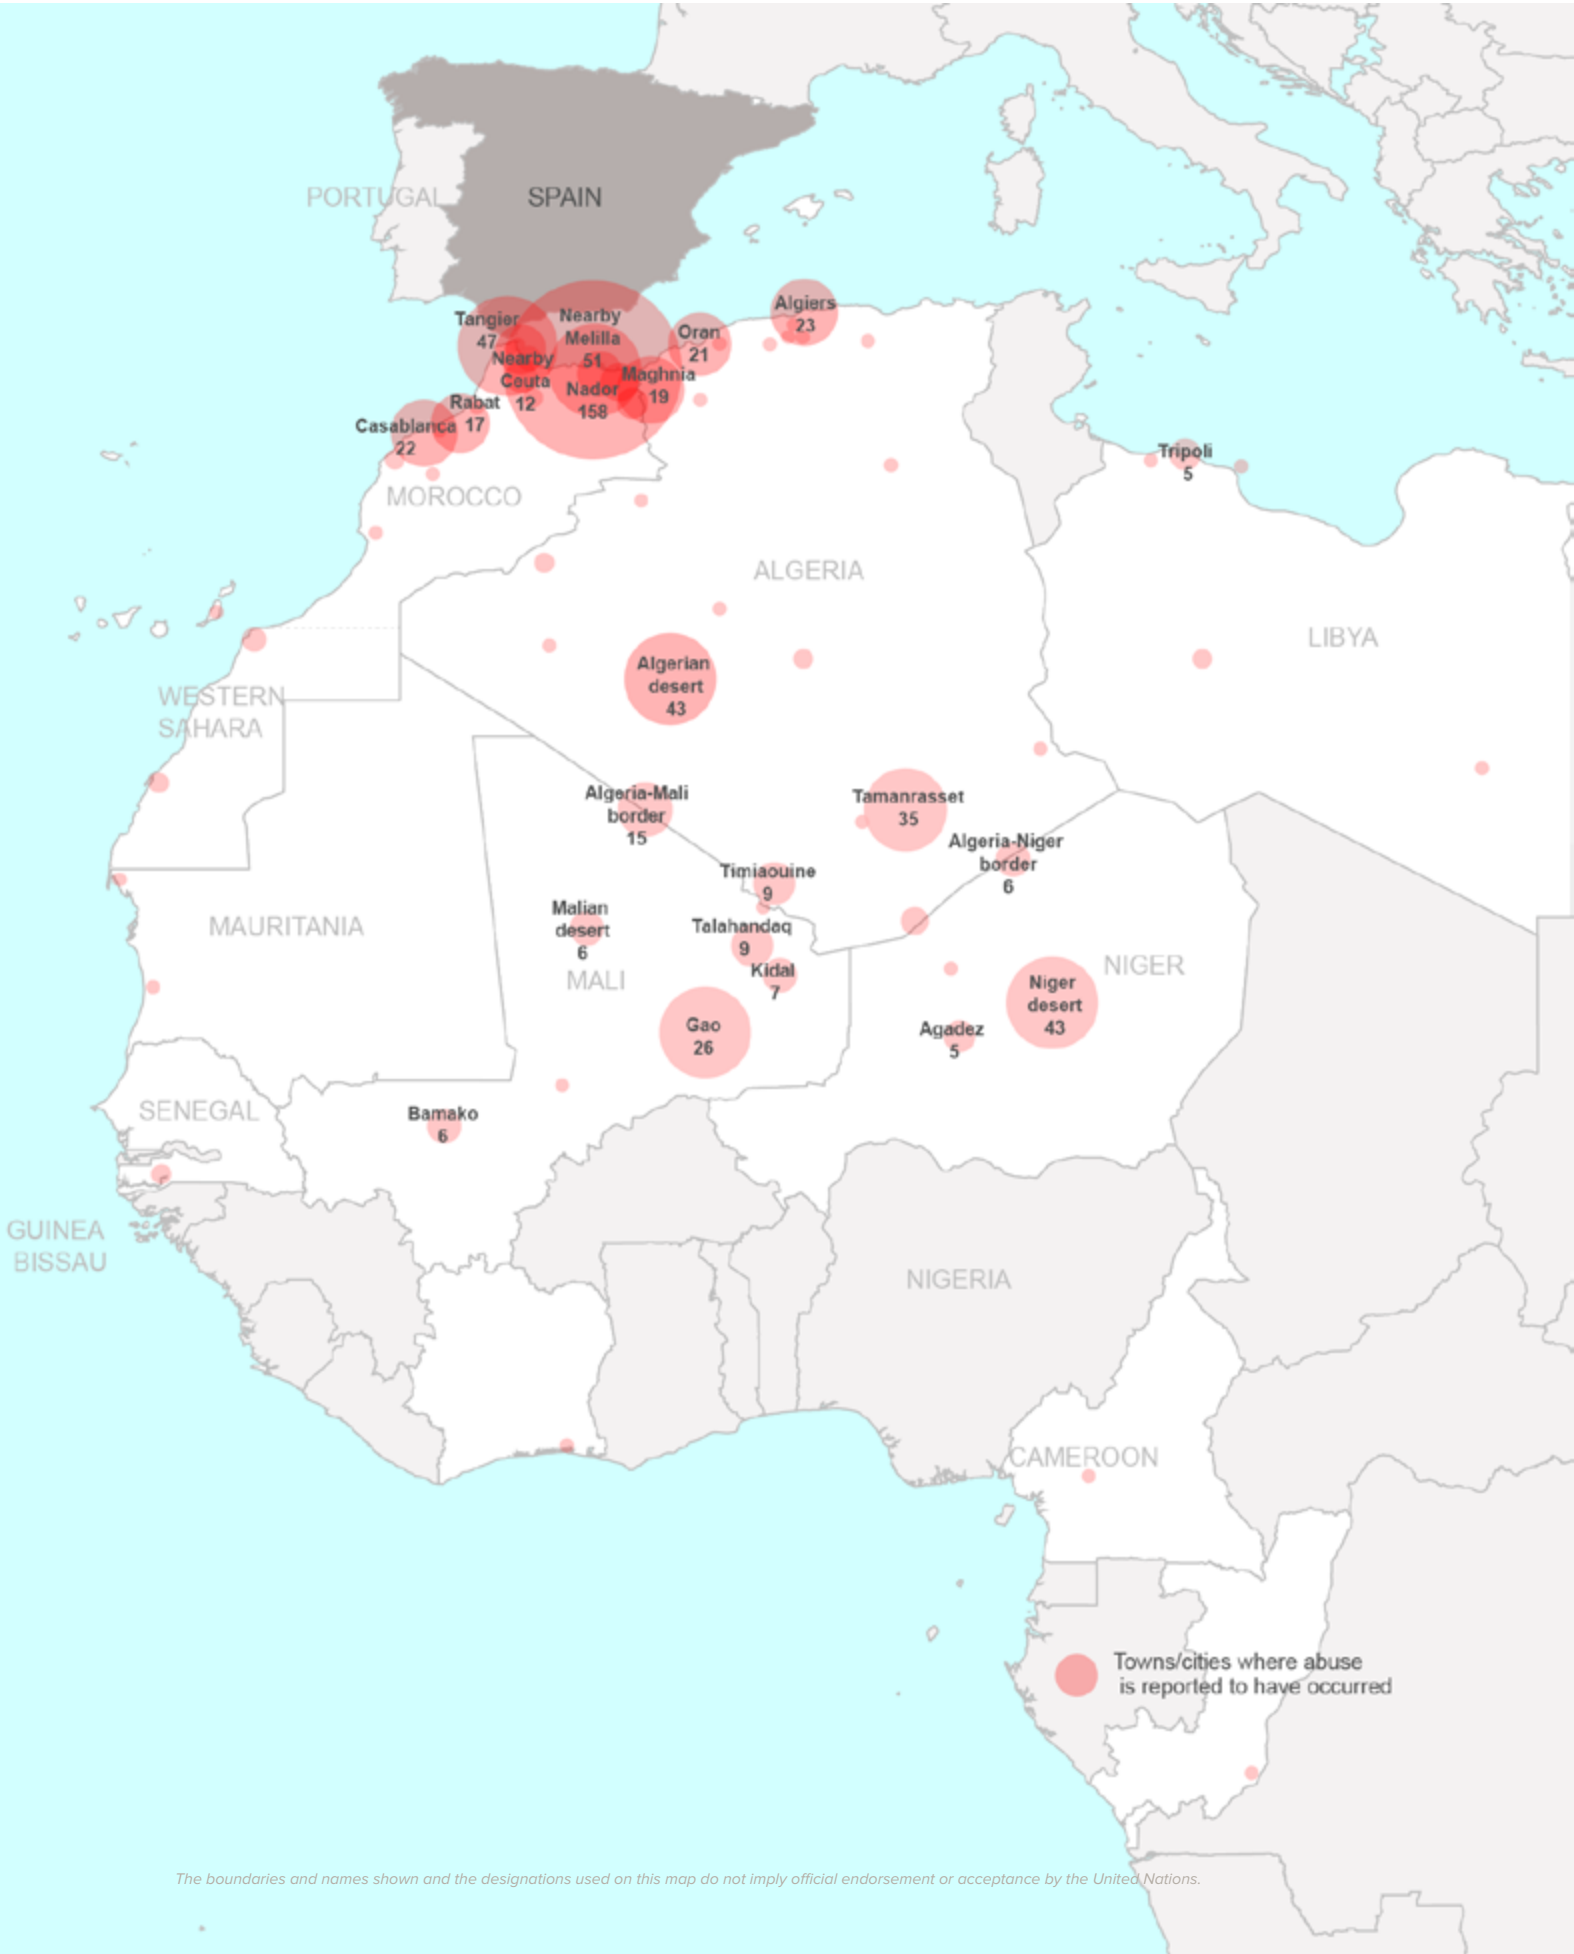 PORTUGAL
SPAIN
Tangier
47
Nearby
Melilla
51
Nearby
Ceuta
12
Nador
158
Maghnia
19
Oran
21
Algiers
23
Rabat
17
Casablanca
22
MOROCCO
Tripoli
5
ALGERIA
LIBYA
Algerian
desert
43
WESTERN
SAHARA
Algeria-Mali
border
15
Tamanrasset
35
Algeria-Niger
border
6
Timiaouine
9
Malian
desert
6
Talahandaq
9
Kidal
7
MAURITANIA
MALI
NIGER
Niger
desert
43
Gao
26
Agadez
5
SENEGAL
Bamako
6
GUINEA
BISSAU
NIGERIA
CAMEROON
Towns/cities where abuse
is reported to have occurred
The boundaries and names shown and the designations used on this map do not imply official endorsement or acceptance by the United Nations.